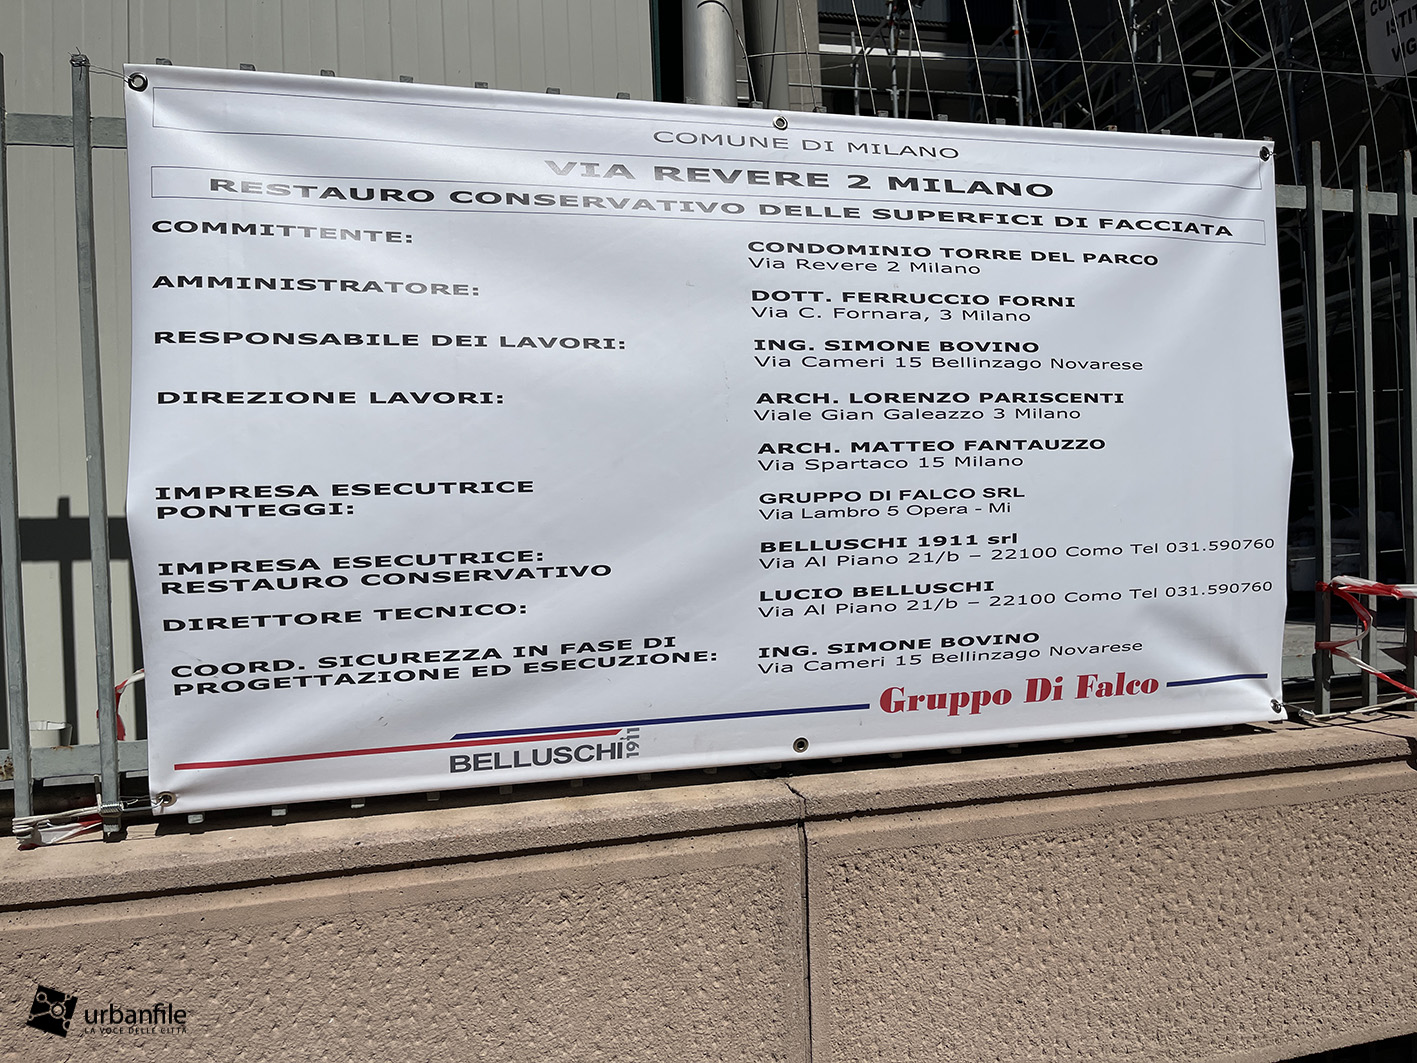 COMUNE DI MILANO
VIA REVERE 2 MILANO
RESTAURO CONSERVATIVO DELLE SUPERFICI DI FACCIATA
COMMITTENTE:
CONDOMINIO TORRE DEL PARCO
Via Revere 2 Milano
AMMINISTRATORE:
DOTT. FERRUCCIO FORNI
Via C. Fornara, 3 Milano
RESPONSABILE DEI LAVORI:
ING. SIMONE BOVINO
Via Cameri 15 Bellinzago Novarese
DIREZIONE LAVORI:
ARCH. LORENZO PARISCENTI
Viale Gian Galeazzo 3 Milano
ARCH. MATTEO FANTAUZZO
Via Spartaco 15 Milano
IMPRESA ESECUTRICE
PONTEGGI:
GRUPPO DI FALCO SRL
Via Lambro 5 Opera - Mi
IMPRESA ESECUTRICE:
RESTAURO CONSERVATIVO
BELLUSCHI 1911 srl
Via Al Piano 21/b – 22100 Como Tel 031.590760
DIRETTORE TECNICO:
LUCIO BELLUSCHI
Via Al Piano 21/b – 22100 Como Tel 031.590760
COORD. SICUREZZA IN FASE DI
PROGETTAZIONE ED ESECUZIONE:
ING. SIMONE BOVINO
Via Cameri 15 Bellinzago Novarese
Gruppo Di Falco
BELLUSCHI 1911
urbanfile
LA VOCE DELLE CITTÀ